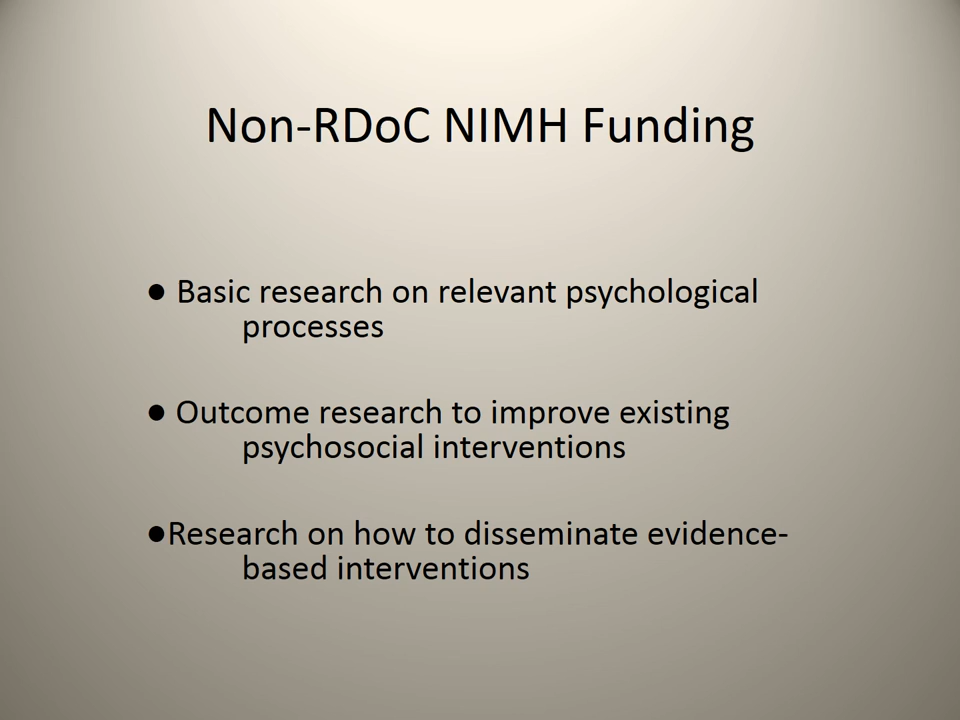 Non-RDoC NIMH Funding
● Basic research on relevant psychological
processes
● Outcome research to improve existing
psychosocial interventions
●Research on how to disseminate evidence-
based interventions